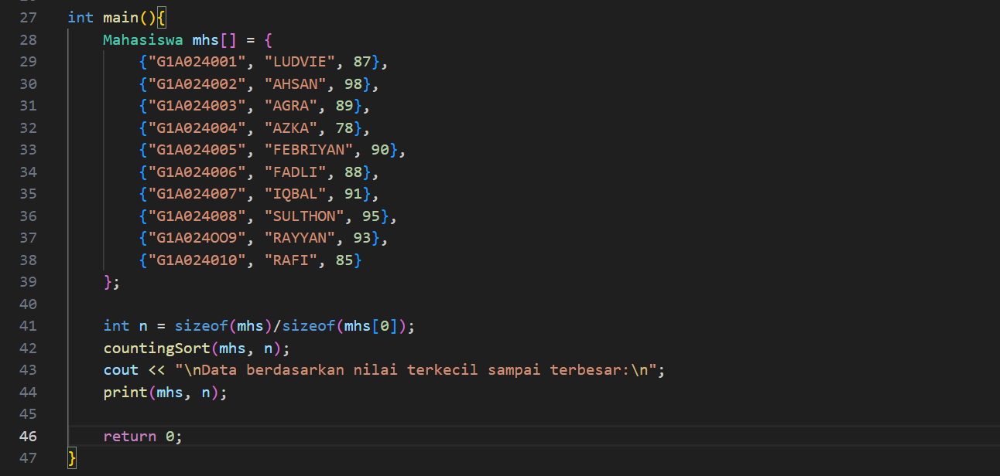 27 int main(){
28     Mahasiswa mhs[] = {
29         {"G1A024001", "LUDVIE", 87},
30         {"G1A024002", "AHSAN", 98},
31         {"G1A024003", "AGRA", 89},
32         {"G1A024004", "AZKA", 78},
33         {"G1A024005", "FEBRIYAN", 90},
34         {"G1A024006", "FADLI", 88},
35         {"G1A024007", "IQBAL", 91},
36         {"G1A024008", "SULTHON", 95},
37         {"G1A024OO9", "RAYYAN", 93},
38         {"G1A024010", "RAFI", 85}
39     };
40
41     int n = sizeof(mhs)/sizeof(mhs[0]);
42     countingSort(mhs, n);
43     cout << "\nData berdasarkan nilai terkecil sampai terbesar:\n";
44     print(mhs, n);
45
46     return 0;
47 }